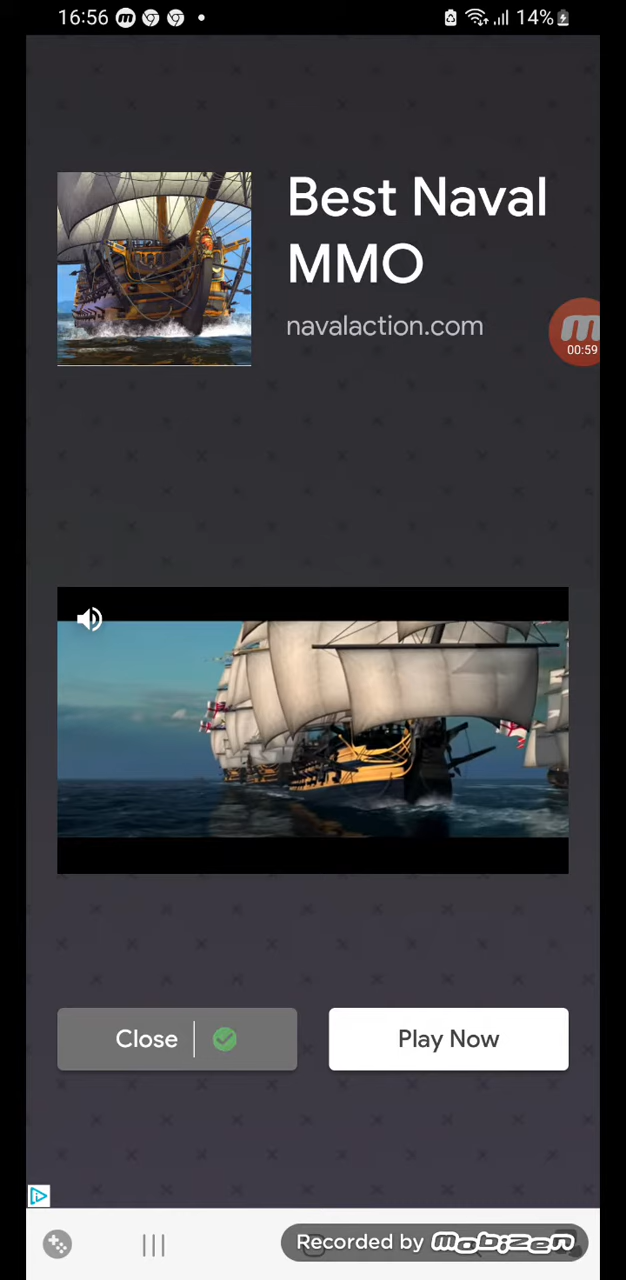 16:56
14%
Best Naval
MMO
navalaction.com
00:59
Close
Play Now
Recorded by mobizen